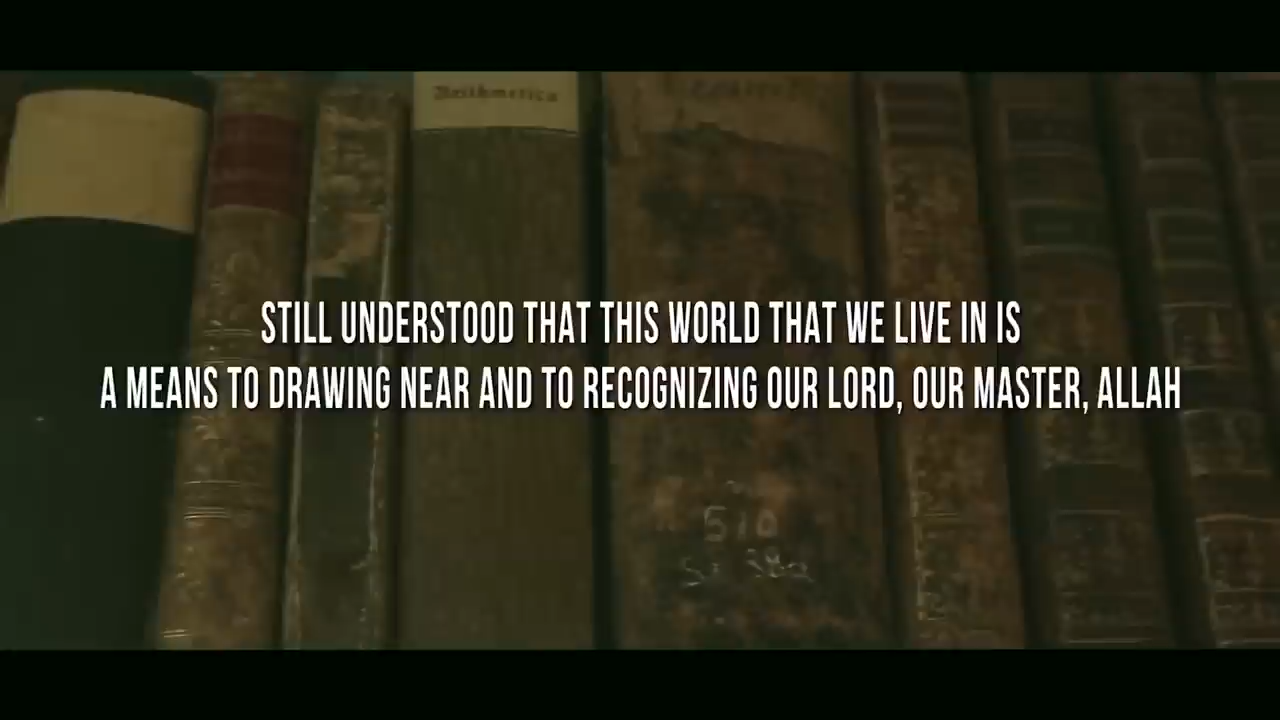 Arithmetica
STILL UNDERSTOOD THAT THIS WORLD THAT WE LIVE IN IS
A MEANS TO DRAWING NEAR AND TO RECOGNIZING OUR LORD, OUR MASTER, ALLAH
510